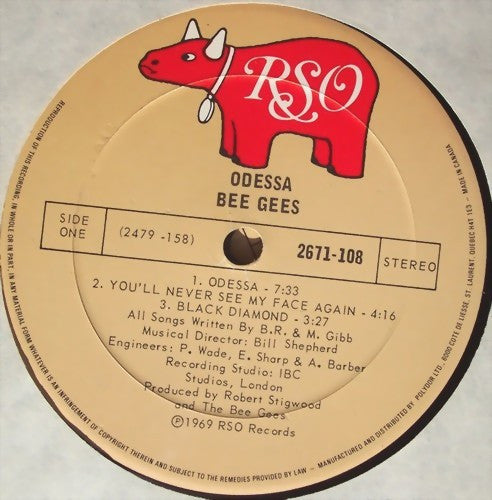 RSO
ODESSA
BEE GEES
SIDE ONE
(2479 -158)
2671-108
STEREO
1. ODESSA - 7:33
2. YOU'LL NEVER SEE MY FACE AGAIN - 4:16
3. BLACK DIAMOND - 3:27
All Songs Written By B.R. & M. Gibb
Musical Director: Bill Shepherd
Engineers: P. Wade, E. Sharp & A. Barber
Recording Studio: IBC
Studios, London
Produced by Robert Stigwood
and The Bee Gees
Ⓟ1969 RSO Records
REPRODUCTION OF THIS RECORDING, IN WHOLE OR IN PART, IN ANY MATERIAL FORM WHATEVER IS AN INFRINGEMENT OF COPYRIGHT THEREIN AND SUBJECT TO THE REMEDIES PROVIDED BY LAW — MANUFACTURED AND DISTRIBUTED BY POLYDOR LTD., 6000 COTE DE LIESSE, ST. LAURENT, QUEBEC H4T 1E3 — MADE IN CANADA